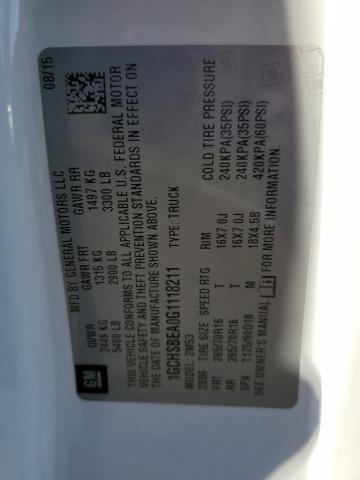 GM
MFD BY GENERAL MOTORS LLC 08/15
GVWR GAWR FRT GAWR RR
2449 KG 1315 KG 1497 KG
5400 LB 2900 LB 3300 LB
THIS VEHICLE CONFORMS TO ALL APPLICABLE U.S. FEDERAL MOTOR
VEHICLE SAFETY AND THEFT PREVENTION STANDARDS IN EFFECT ON
THE DATE OF MANUFACTURE SHOWN ABOVE.
1GCHSBEA0G1118211 TYPE: TRUCK
2BB6 2M53
TIRE SIZE SPEED RTG RIM COLD TIRE PRESSURE
FRT 265/70R16 T 16X7.0J 240KPA(35PSI)
RR 265/70R16 T 16X7.0J 240KPA(35PSI)
SPA T175/90D18 M 18X4.5B 420KPA(60PSI)
SEE OWNER'S MANUAL FOR MORE INFORMATION.